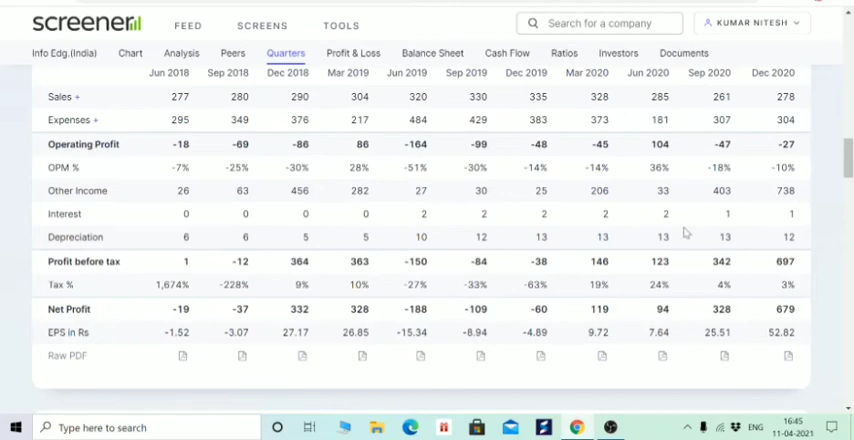 screener
FEED SCREENS TOOLS
Search for a company
KUMAR NITESH
Info Edg.(India) Chart Analysis Peers Quarters Profit & Loss Balance Sheet Cash Flow Ratios Investors Documents
Jun 2018 Sep 2018 Dec 2018 Mar 2019 Jun 2019 Sep 2019 Dec 2019 Mar 2020 Jun 2020 Sep 2020 Dec 2020
Sales + 277 280 290 304 320 330 335 328 285 261 278
Expenses + 295 349 376 217 484 429 383 373 181 307 304
Operating Profit -18 -69 -86 86 -164 -99 -48 -45 104 -47 -27
OPM % -7% -25% -30% 28% -51% -30% -14% -14% 36% -18% -10%
Other Income 26 63 456 282 27 30 25 206 33 403 738
Interest 0 0 0 0 2 2 2 2 2 1 1
Depreciation 6 6 5 5 10 12 13 13 13 13 12
Profit before tax 1 -12 364 363 -150 -84 -38 146 123 342 697
Tax % 1,674% -228% 9% 10% -27% -33% -63% 19% 24% 4% 3%
Net Profit -19 -37 332 328 -188 -109 -60 119 94 328 679
EPS in Rs -1.52 -3.07 27.17 26.85 -15.34 -8.94 -4.89 9.72 7.64 25.51 52.82
Raw PDF
Type here to search
ENG
16:45
11-04-2021